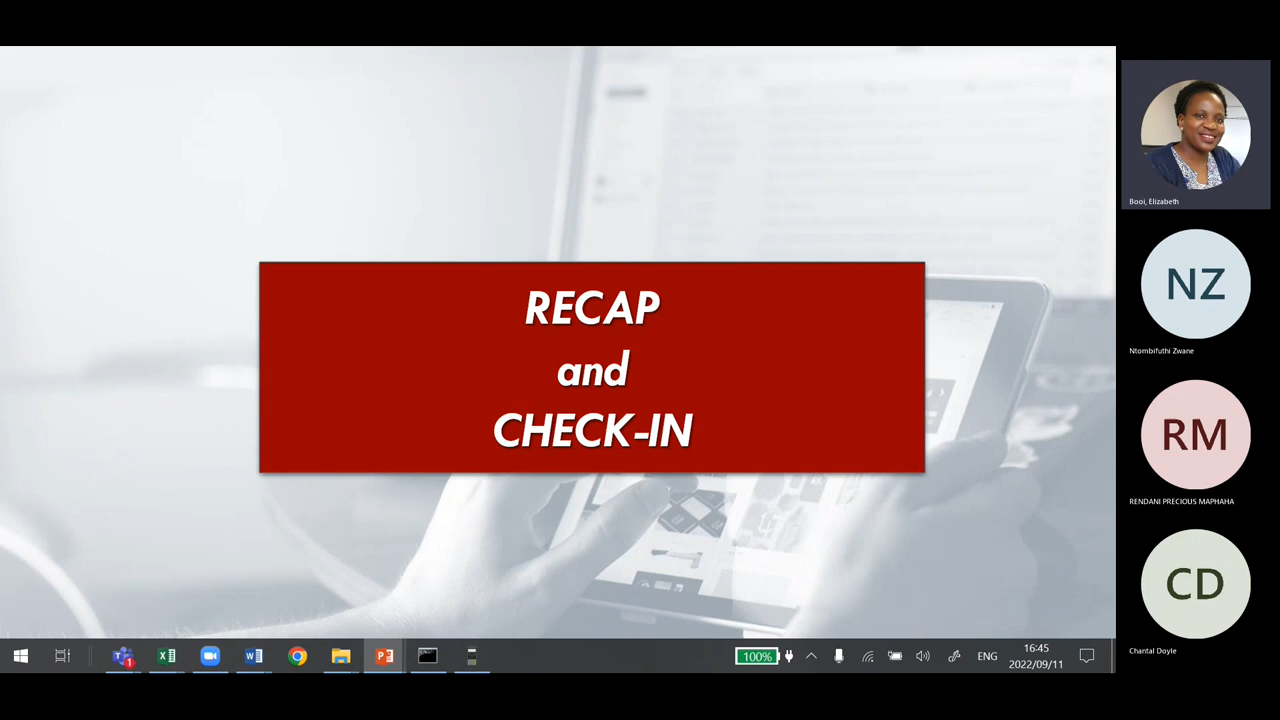 RECAP
and
CHECK-IN
Booi, Elizabeth
NZ
Ntombifuthi Zwane
RM
RENDANI PRECIOUS MAPHAHA
CD
Chantal Doyle
1
100%
ENG
16:45
2022/09/11